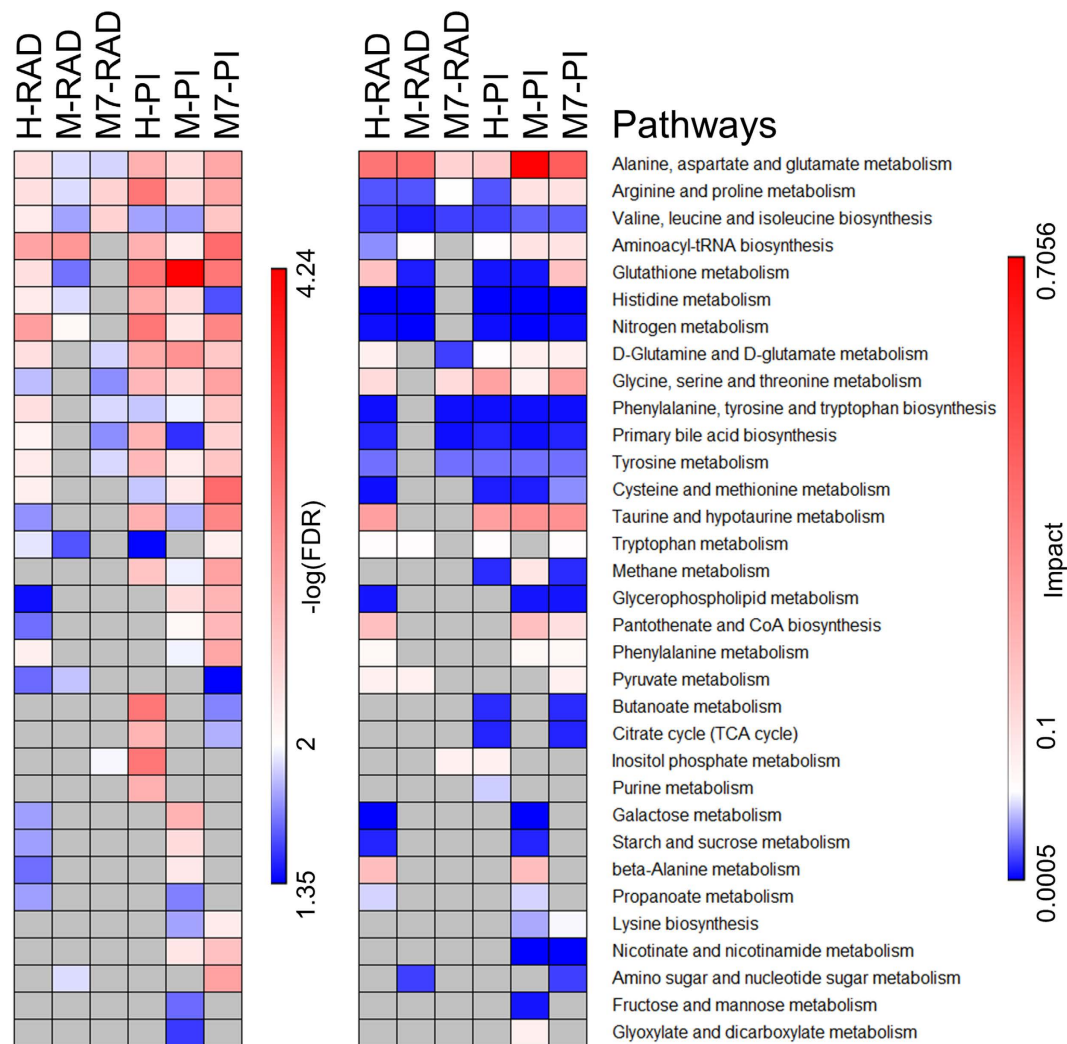 H-RAD
M-RAD
M7-RAD
H-PI
M-PI
M7-PI
H-RAD
M-RAD
M7-RAD
H-PI
M-PI
M7-PI
Pathways
Alanine, aspartate and glutamate metabolism
Arginine and proline metabolism
Valine, leucine and isoleucine biosynthesis
Aminoacyl-tRNA biosynthesis
Glutathione metabolism
Histidine metabolism
Nitrogen metabolism
D-Glutamine and D-glutamate metabolism
Glycine, serine and threonine metabolism
Phenylalanine, tyrosine and tryptophan biosynthesis
Primary bile acid biosynthesis
Tyrosine metabolism
Cysteine and methionine metabolism
Taurine and hypotaurine metabolism
Tryptophan metabolism
Methane metabolism
Glycerophospholipid metabolism
Pantothenate and CoA biosynthesis
Phenylalanine metabolism
Pyruvate metabolism
Butanoate metabolism
Citrate cycle (TCA cycle)
Inositol phosphate metabolism
Purine metabolism
Galactose metabolism
Starch and sucrose metabolism
beta-Alanine metabolism
Propanoate metabolism
Lysine biosynthesis
Nicotinate and nicotinamide metabolism
Amino sugar and nucleotide sugar metabolism
Fructose and mannose metabolism
Glyoxylate and dicarboxylate metabolism
4.24
-log(FDR)
2
1.35
0.7056
Impact
0.1
0.0005